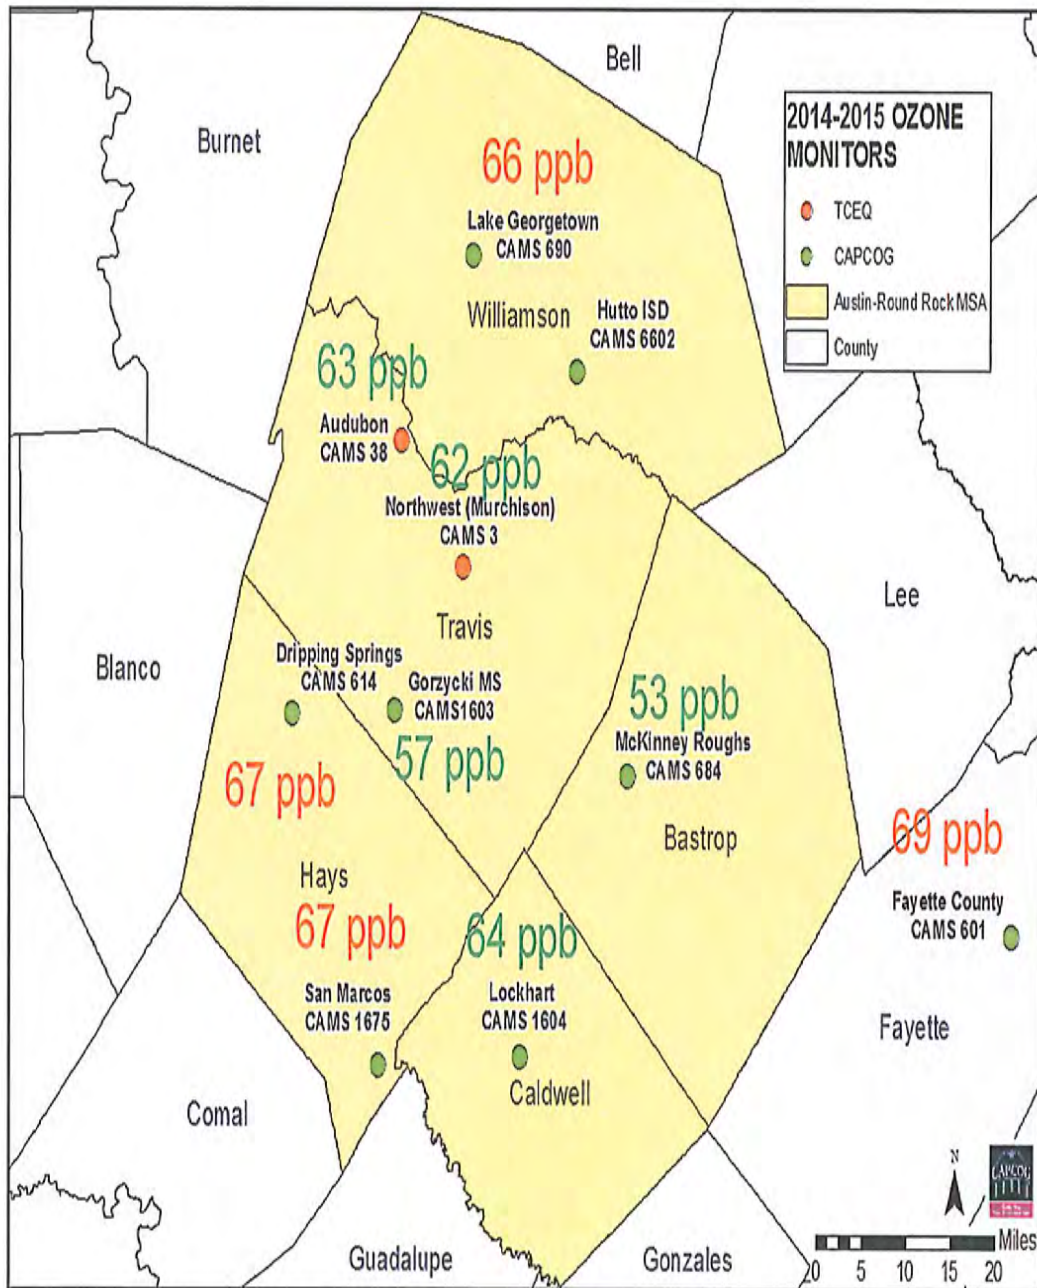 Bell
Burnet
2014-2015 OZONE
MONITORS
TCEQ
CAPCOG
Austin-Round Rock MSA
County
66 ppb
Lake Georgetown
CAMS 690
Williamson
Hutto ISD
CAMS 6602
63 ppb
Audubon
CAMS 38
62 ppb
Northwest (Murchison)
CAMS 3
Travis
Lee
Blanco
Dripping Springs
CAMS 614
Gorzycki MS
CAMS1603
57 ppb
53 ppb
McKinney Roughs
CAMS 684
Bastrop
67 ppb
Hays
69 ppb
Fayette County
CAMS 601
67 ppb
San Marcos
CAMS 1675
64 ppb
Lockhart
CAMS 1604
Caldwell
Fayette
Comal
Guadalupe
Gonzales
N
CAPCOG
Miles
5 10 15 20